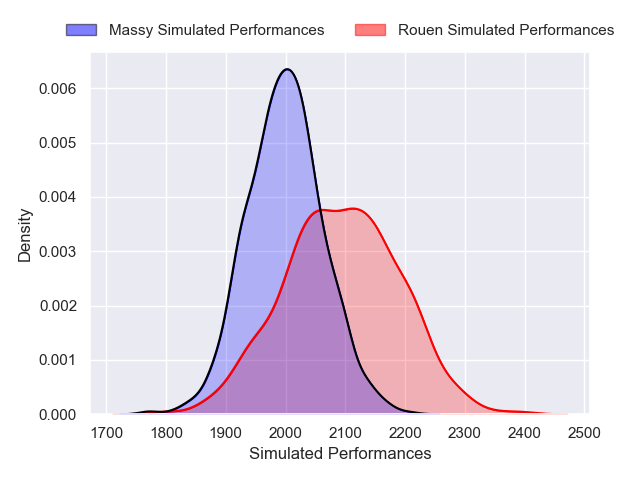 Massy Simulated Performances
Rouen Simulated Performances
0.006
0.005
0.004
0.003
0.002
0.001
0.000
Density
1700 1800 1900 2000 2100 2200 2300 2400 2500
Simulated Performances